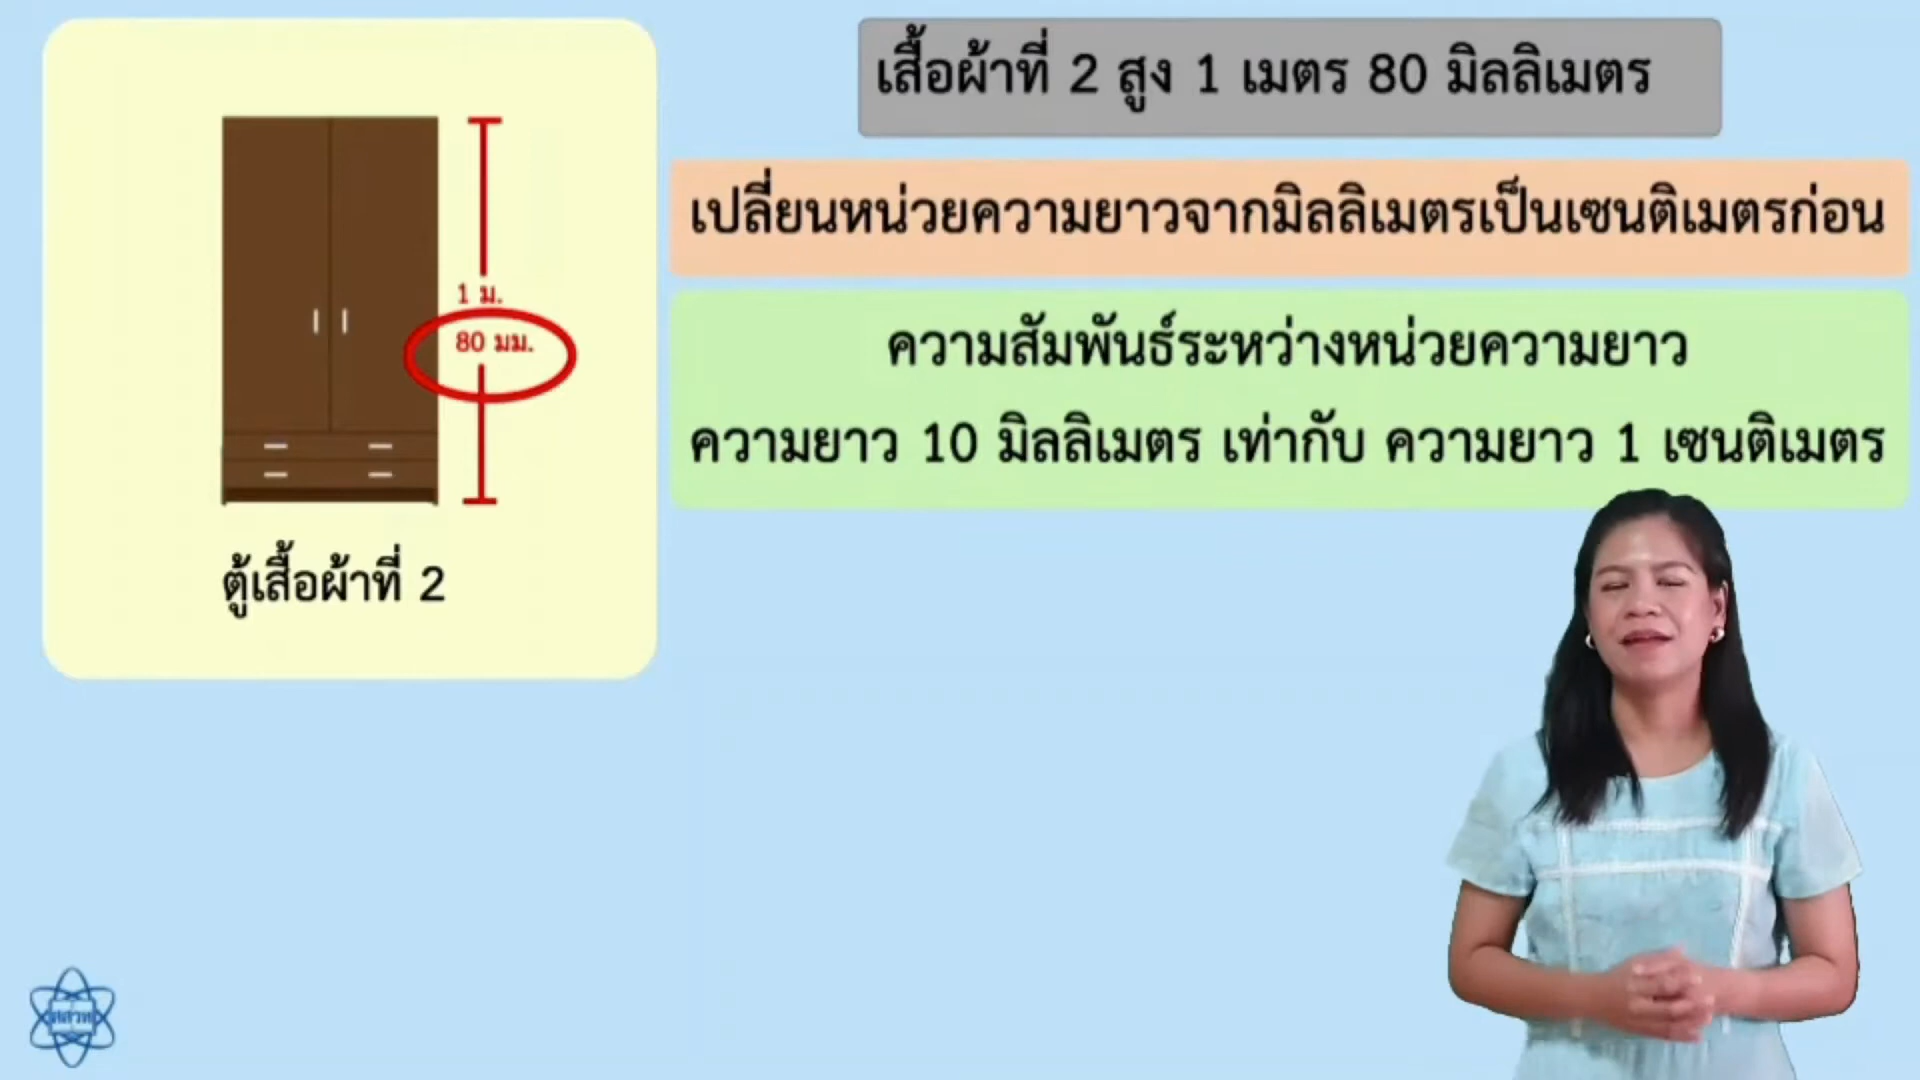 เสื้อผ้าที่ 2 สูง 1 เมตร 80 มิลลิเมตร
เปลี่ยนหน่วยความยาวจากมิลลิเมตรเป็นเซนติเมตรก่อน
ความสัมพันธ์ระหว่างหน่วยความยาว
ความยาว 10 มิลลิเมตร เท่ากับ ความยาว 1 เซนติเมตร
1 ม.
80 มม.
ตู้เสื้อผ้าที่ 2
สสวท